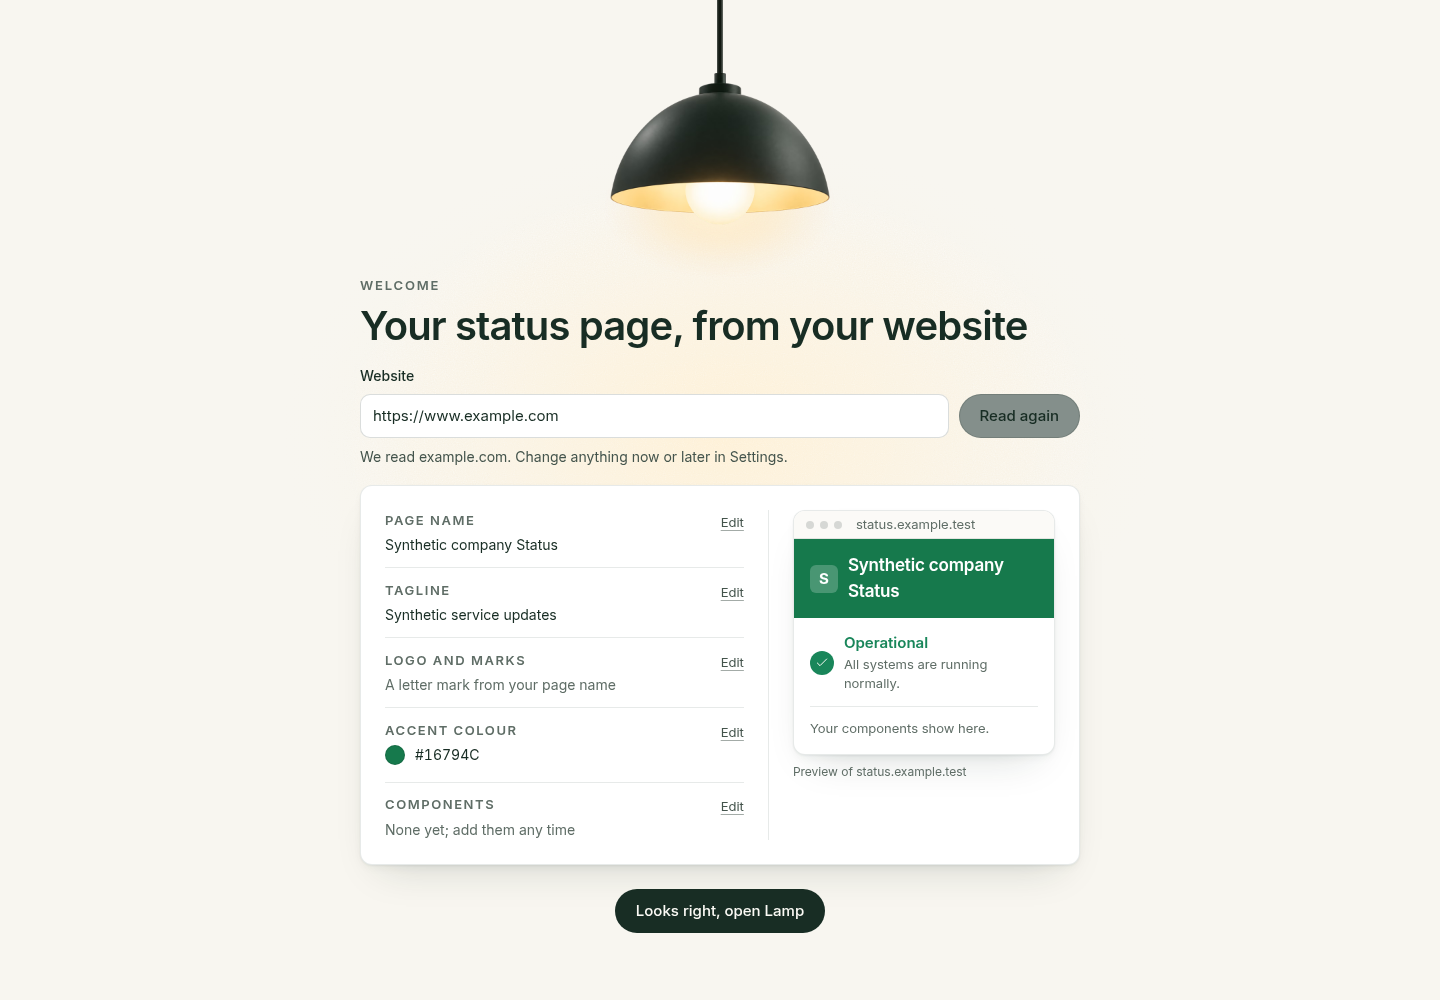 WELCOME
Your status page, from your website
Website
https://www.example.com
Read again
We read example.com. Change anything now or later in Settings.
PAGE NAME
Edit
Synthetic company Status
TAGLINE
Edit
Synthetic service updates
LOGO AND MARKS
Edit
A letter mark from your page name
ACCENT COLOUR
Edit
#16794C
COMPONENTS
Edit
None yet; add them any time
status.example.test
S
Synthetic company
Status
Operational
All systems are running
normally.
Your components show here.
Preview of status.example.test
Looks right, open Lamp